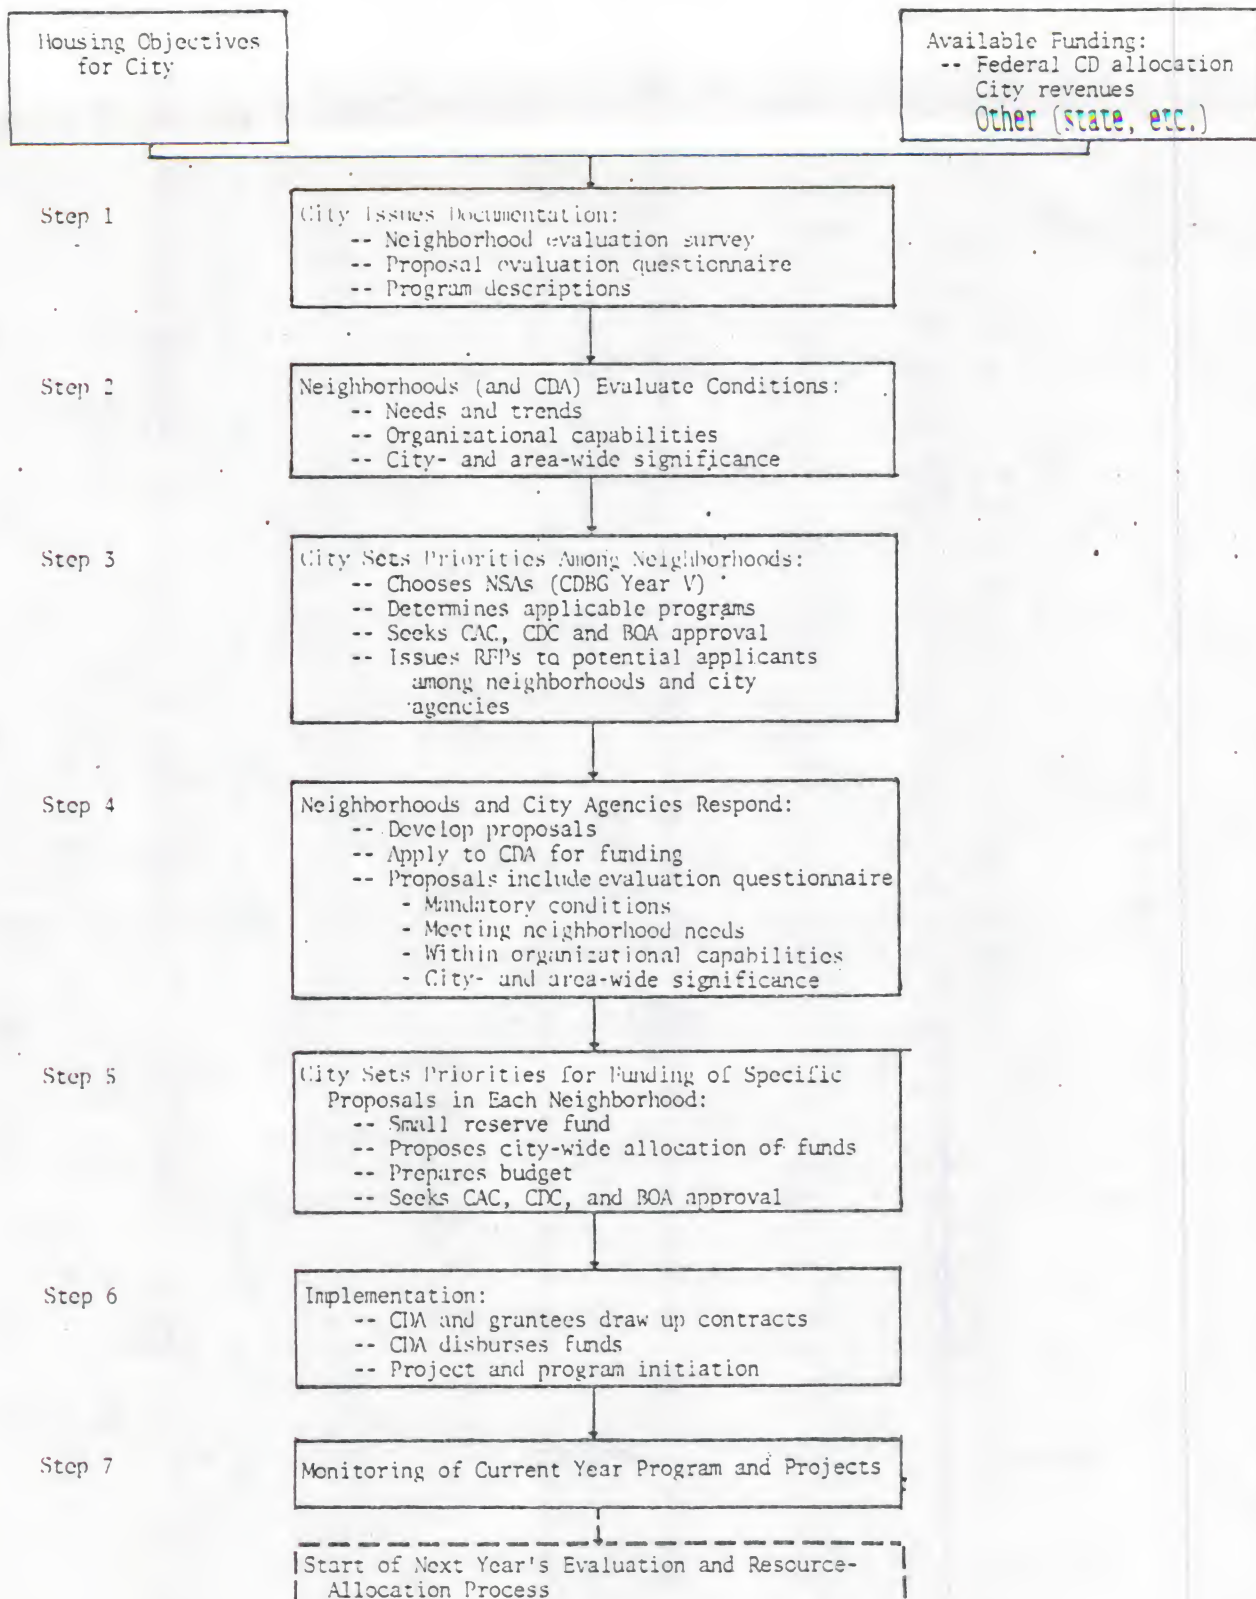 Housing Objectives
for City
Available Funding:
-- Federal CD allocation
City revenues
Other (state, etc.)
Step 1
City Issues Documentation:
-- Neighborhood evaluation survey
-- Proposal evaluation questionnaire
-- Program descriptions
Step 2
Neighborhoods (and CDA) Evaluate Conditions:
-- Needs and trends
-- Organizational capabilities
-- City- and area-wide significance
Step 3
City Sets Priorities Among Neighborhoods:
-- Chooses NSAs (CDBG Year V)
-- Determines applicable programs
-- Seeks CAC, CDC and BOA approval
-- Issues RFPs to potential applicants
among neighborhoods and city
agencies
Step 4
Neighborhoods and City Agencies Respond:
-- Develop proposals
-- Apply to CDA for funding
-- Proposals include evaluation questionnaire
- Mandatory conditions
- Meeting neighborhood needs
- Within organizational capabilities
- City- and area-wide significance
Step 5
City Sets Priorities for Funding of Specific
Proposals in Each Neighborhood:
-- Small reserve fund
-- Proposes city-wide allocation of funds
-- Prepares budget
-- Seeks CAC, CDC, and BOA approval
Step 6
Implementation:
-- CDA and grantees draw up contracts
-- CDA disburses funds
-- Project and program initiation
Step 7
Monitoring of Current Year Program and Projects
Start of Next Year's Evaluation and Resource-
Allocation Process